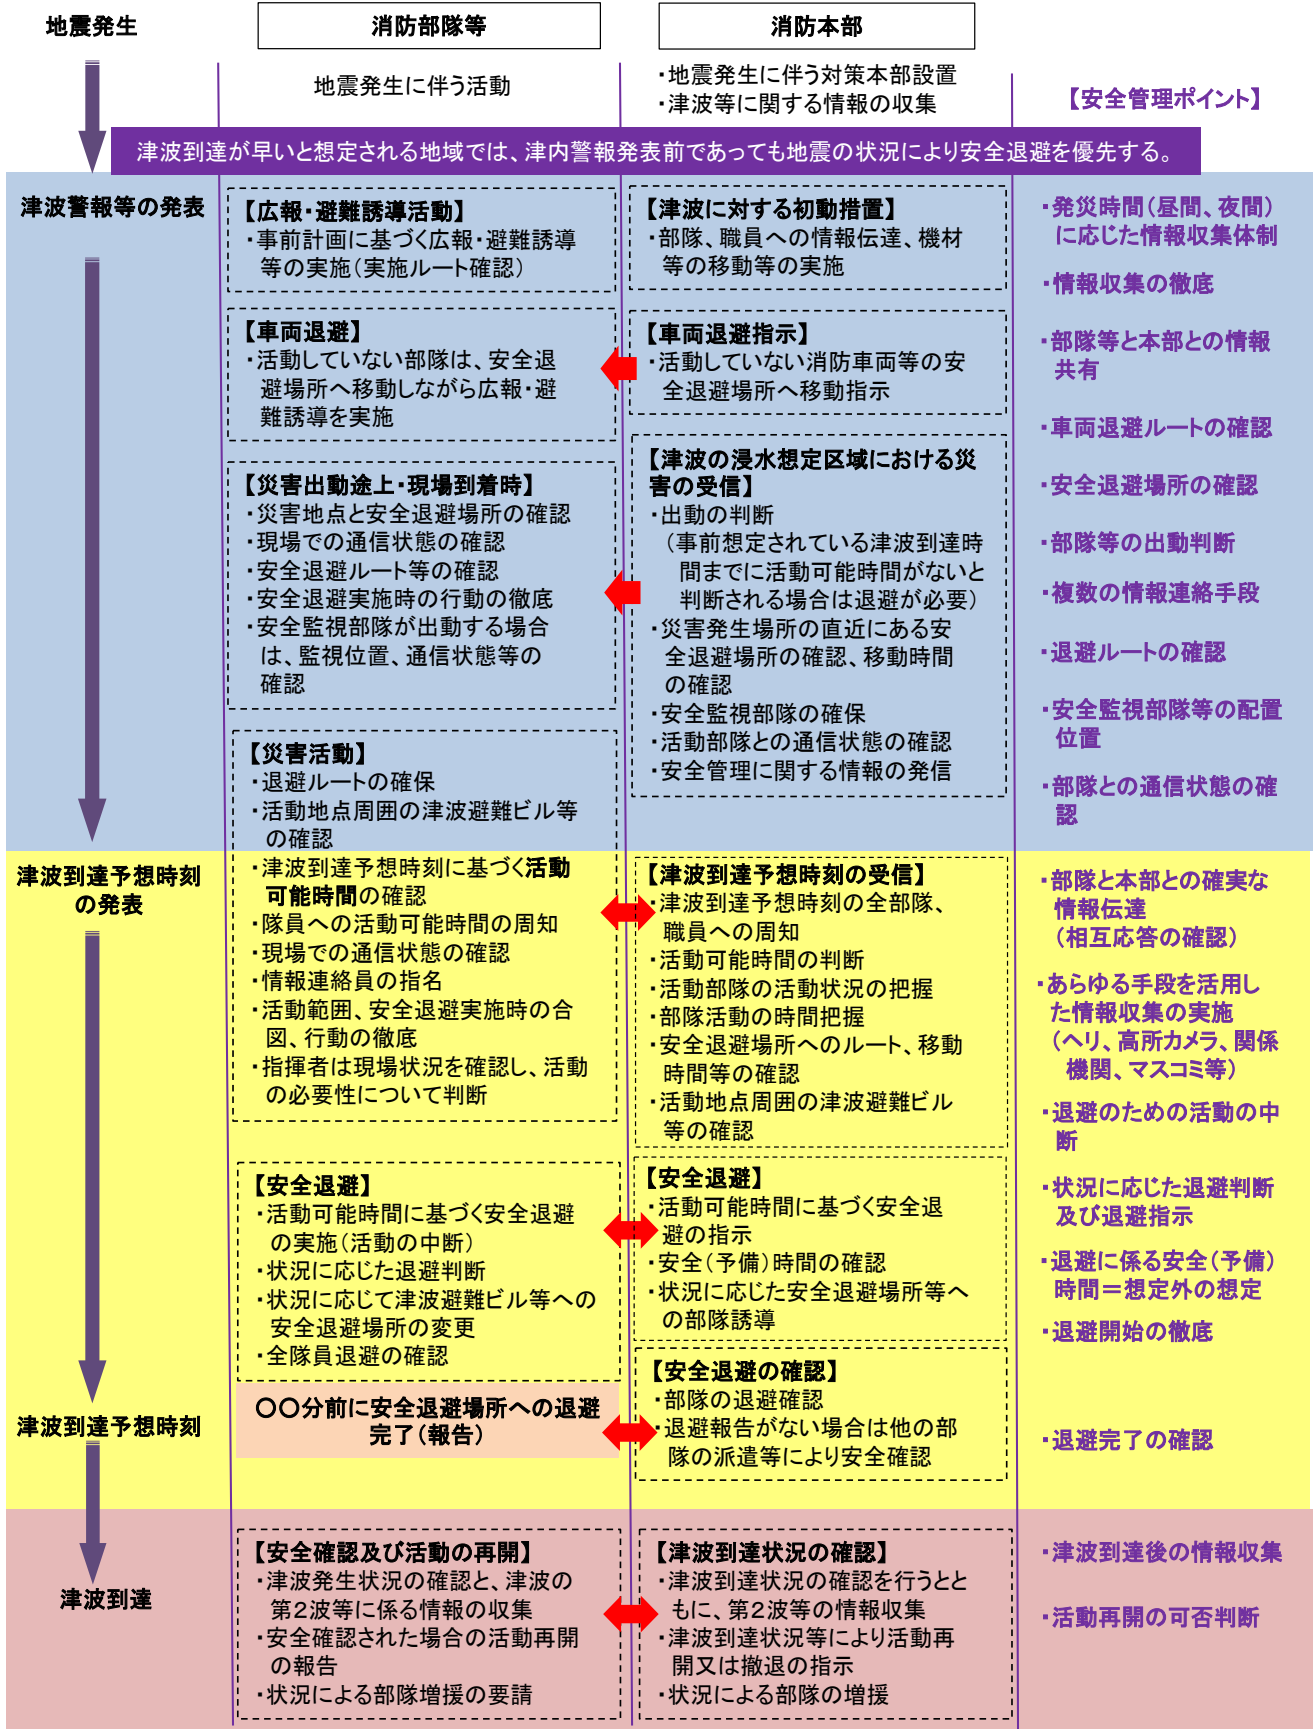 地震発生
消防部隊等
消防本部
地震発生に伴う活動
・地震発生に伴う対策本部設置
・津波等に関する情報の収集
【安全管理ポイント】
津波到達が早いと想定される地域では、津内警報発表前であっても地震の状況により安全退避を優先する。
津波警報等の発表
【広報・避難誘導活動】
・事前計画に基づく広報・避難誘導
等の実施（実施ルート確認）
【車両退避】
・活動していない部隊は、安全退
避場所へ移動しながら広報・避
難誘導を実施
【災害出動途上・現場到着時】
・災害地点と安全退避場所の確認
・現場での通信状態の確認
・安全退避ルート等の確認
・安全退避実施時の行動の徹底
・安全監視部隊が出動する場合
は、監視位置、通信状態等の
確認
【災害活動】
・退避ルートの確保
・活動地点周囲の津波避難ビル等
の確認
・津波到達予想時刻に基づく活動
可能時間の確認
・隊員への活動可能時間の周知
・現場での通信状態の確認
・情報連絡員の指名
・活動範囲、安全退避実施時の合
図、行動の徹底
・指揮者は現場状況を確認し、活動
の必要性について判断
【津波に対する初動措置】
・部隊、職員への情報伝達、機材
等の移動等の実施
【車両退避指示】
・活動していない消防車両等の安
全退避場所へ移動指示
【津波の浸水想定区域における災
害の受信】
・出動の判断
（事前想定されている津波到達時
間までに活動可能時間がないと
判断される場合は退避が必要）
・災害発生場所の直近にある安
全退避場所の確認、移動時間
の確認
・安全監視部隊の確保
・活動部隊との通信状態の確認
・安全管理に関する情報の発信
・発災時間（昼間、夜間）
に応じた情報収集体制
・情報収集の徹底
・部隊等と本部との情報
共有
・車両退避ルートの確認
・安全退避場所の確認
・部隊等の出動判断
・複数の情報連絡手段
・退避ルートの確認
・安全監視部隊等の配置
位置
・部隊との通信状態の確
認
津波到達予想時刻
の発表
【津波到達予想時刻の受信】
・津波到達予想時刻の全部隊、
職員への周知
・活動可能時間の判断
・活動部隊の活動状況の把握
・部隊活動の時間把握
・安全退避場所へのルート、移動
時間等の確認
・活動地点周囲の津波避難ビル
等の確認
・部隊と本部との確実な
情報伝達
（相互応答の確認）
・あらゆる手段を活用し
た情報収集の実施
（ヘリ、高所カメラ、関係
機関、マスコミ等）
・退避のための活動の中
断
・状況に応じた退避判断
及び退避指示
・退避に係る安全（予備）
時間＝想定外の想定
・退避開始の徹底
【安全退避】
・活動可能時間に基づく安全退避
の実施（活動の中断）
・状況に応じた退避判断
・状況に応じて津波避難ビル等への
安全退避場所の変更
・全隊員退避の確認
【安全退避】
・活動可能時間に基づく安全退
避の指示
・安全（予備）時間の確認
・状況に応じた安全退避場所等へ
の部隊誘導
津波到達予想時刻
〇〇分前に安全退避場所への退避
完了（報告）
【安全退避の確認】
・部隊の退避確認
・退避報告がない場合は他の部
隊の派遣等により安全確認
・退避完了の確認
津波到達
【安全確認及び活動の再開】
・津波発生状況の確認と、津波の
第２波等に係る情報の収集
・安全確認された場合の活動再開
の報告
・状況による部隊増援の要請
【津波到達状況の確認】
・津波到達状況の確認を行うとと
もに、第２波等の情報収集
・津波到達状況等により活動再
開又は撤退の指示
・状況による部隊の増援
・津波到達後の情報収集
・活動再開の可否判断